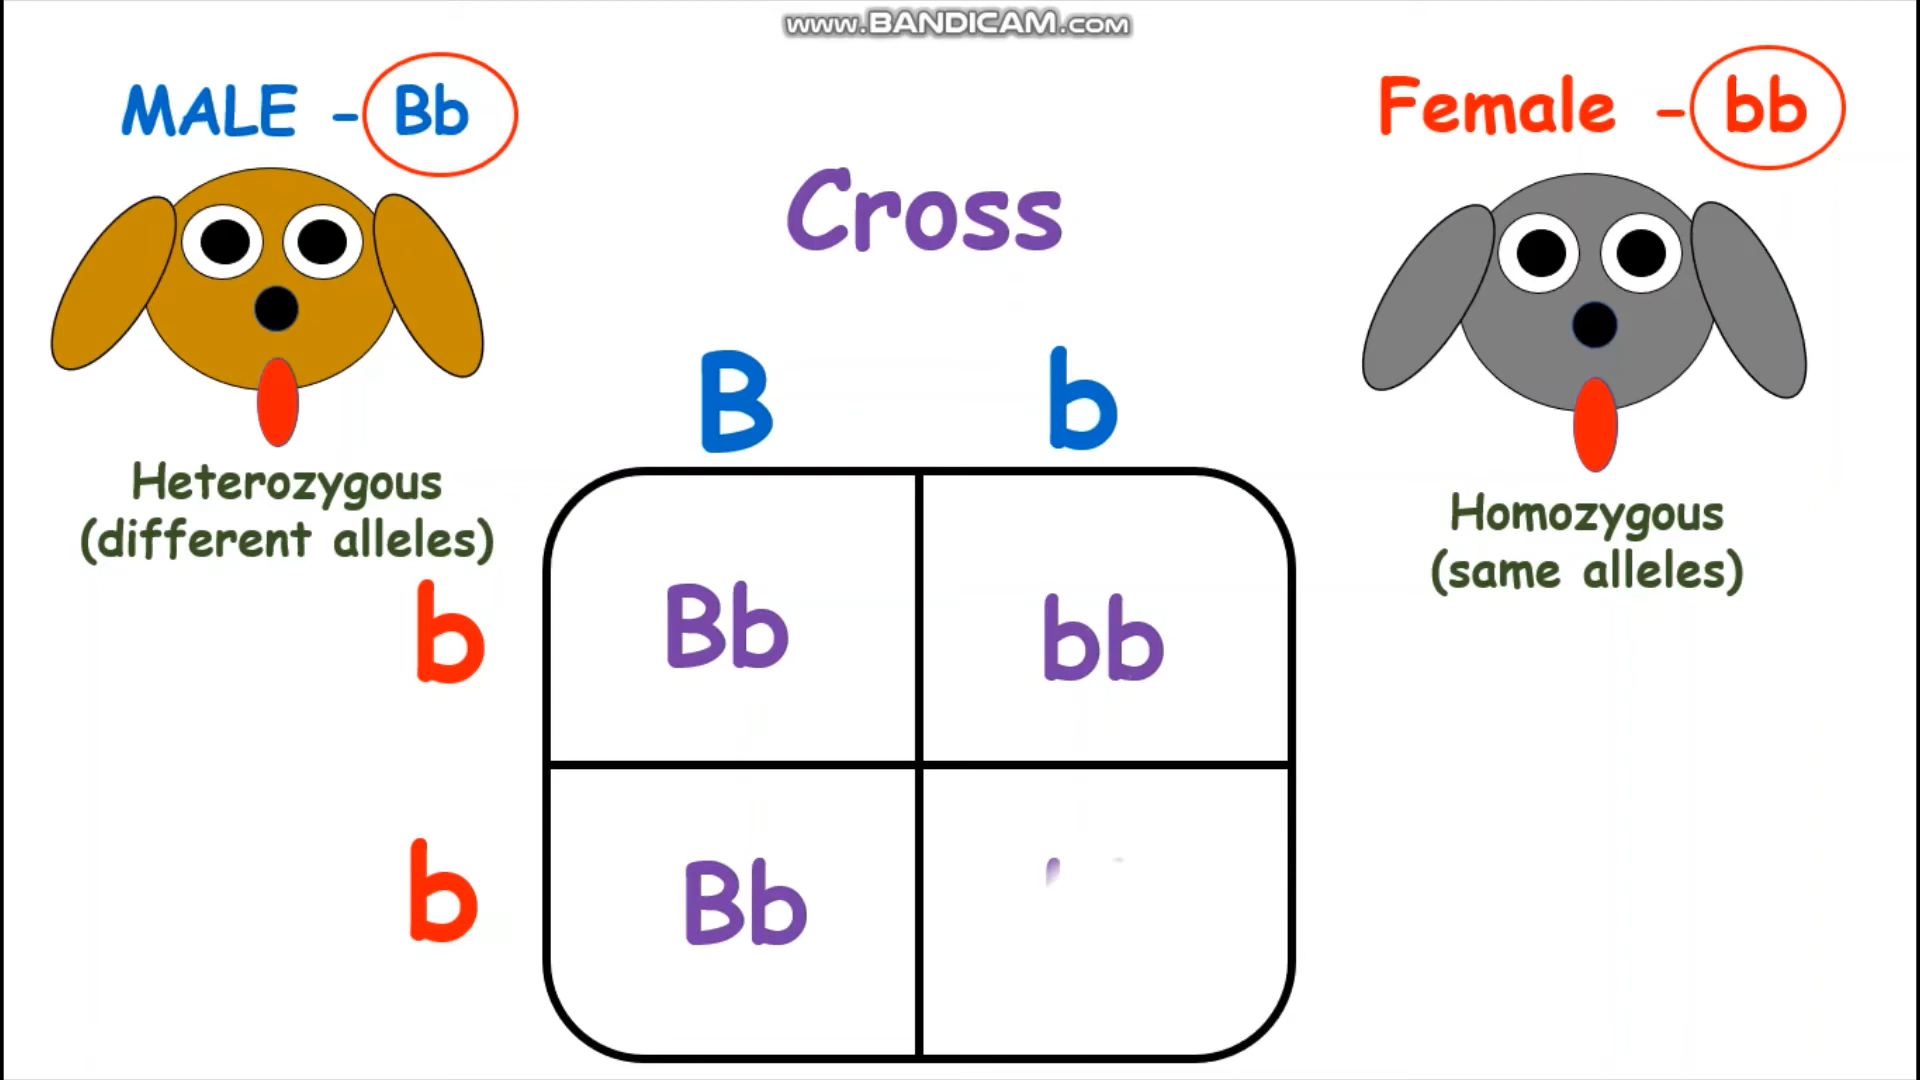 www.BANDICAM.com
MALE - Bb
Female - bb
Cross
B b
Heterozygous
(different alleles)
Homozygous
(same alleles)
b Bb bb
b Bb